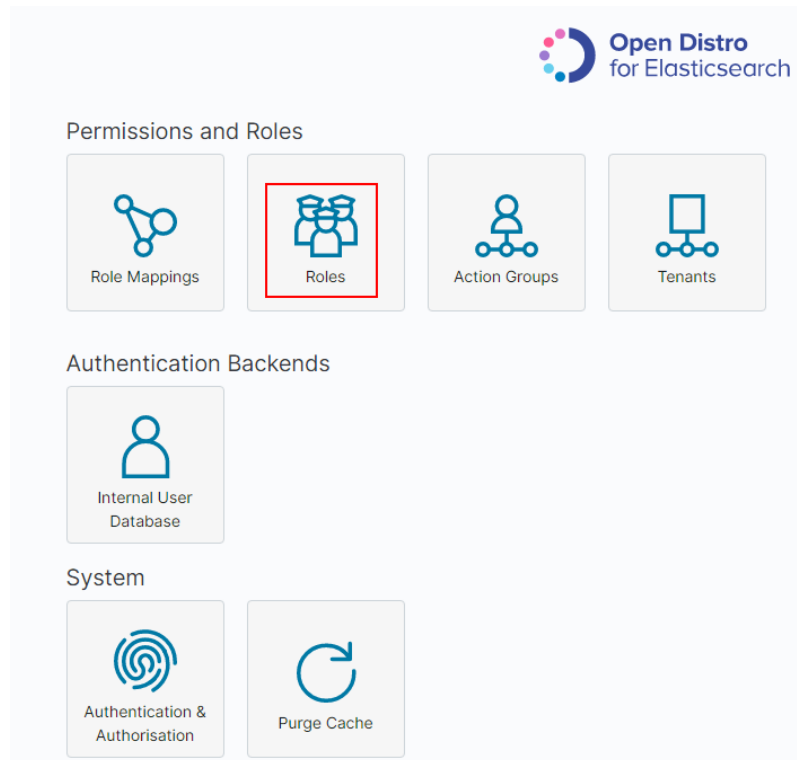 Open Distro
for Elasticsearch
Permissions and Roles
Role Mappings
Roles
Action Groups
Tenants
Authentication Backends
Internal User
Database
System
Authentication &
Authorisation
Purge Cache